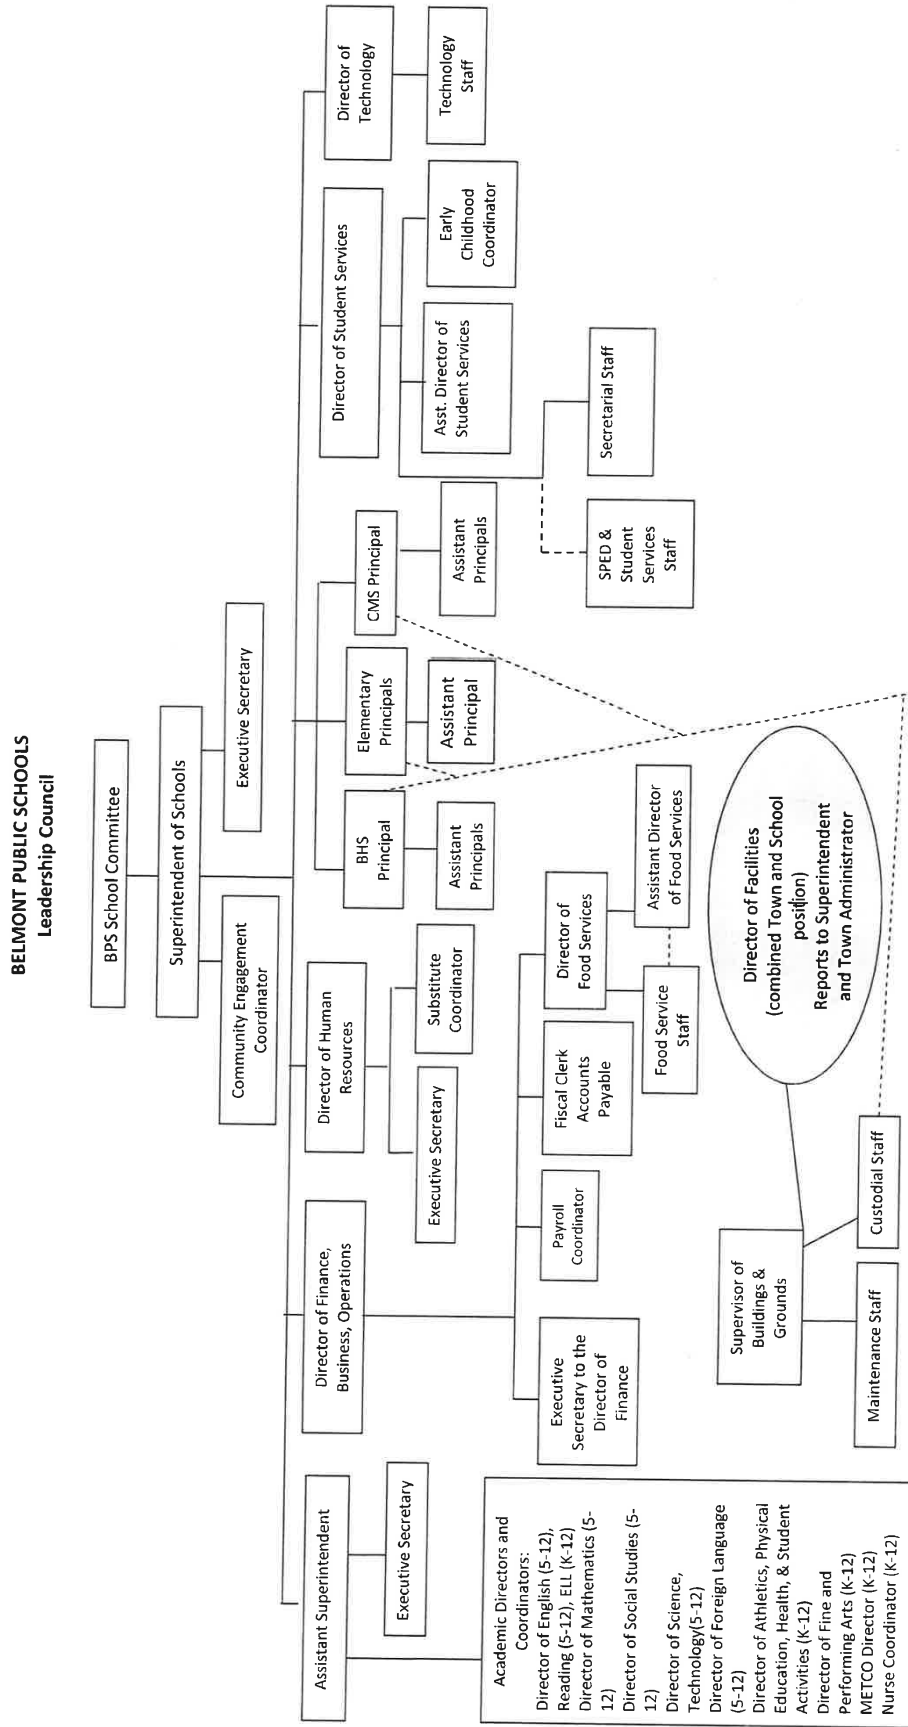 BELMONT PUBLIC SCHOOLS
Leadership Council
BPS School Committee
Superintendent of Schools
Community Engagement
Coordinator
Executive Secretary
Assistant Superintendent
Director of Finance,
Business, Operations
Director of Human
Resources
BHS
Principal
Elementary
Principals
CMS Principal
Director of Student Services
Director of
Technology
Executive Secretary
Executive Secretary
Substitute
Coordinator
Assistant
Principals
Assistant
Principal
Assistant
Principals
Asst. Director of
Student Services
Early
Childhood
Coordinator
Technology
Staff
Academic Directors and
Coordinators:
Director of English (5-12),
Reading (5-12), ELL (K-12)
Director of Mathematics (5-
12)
Director of Social Studies (5-
12)
Director of Science,
Technology(5-12)
Director of Foreign Language
(5-12)
Director of Athletics, Physical
Education, Health, & Student
Activities (K-12)
Director of Fine and
Performing Arts (K-12)
METCO Director (K-12)
Nurse Coordinator (K-12)
Executive
Secretary to the
Director of
Finance
Payroll
Coordinator
Fiscal Clerk
Accounts
Payable
Director of
Food Services
Food Service
Staff
Assistant Director
of Food Services
SPED &
Student
Services
Staff
Secretarial Staff
Supervisor of
Buildings &
Grounds
Director of Facilities
(combined Town and School
position)
Reports to Superintendent
and Town Administrator
Maintenance Staff
Custodial Staff